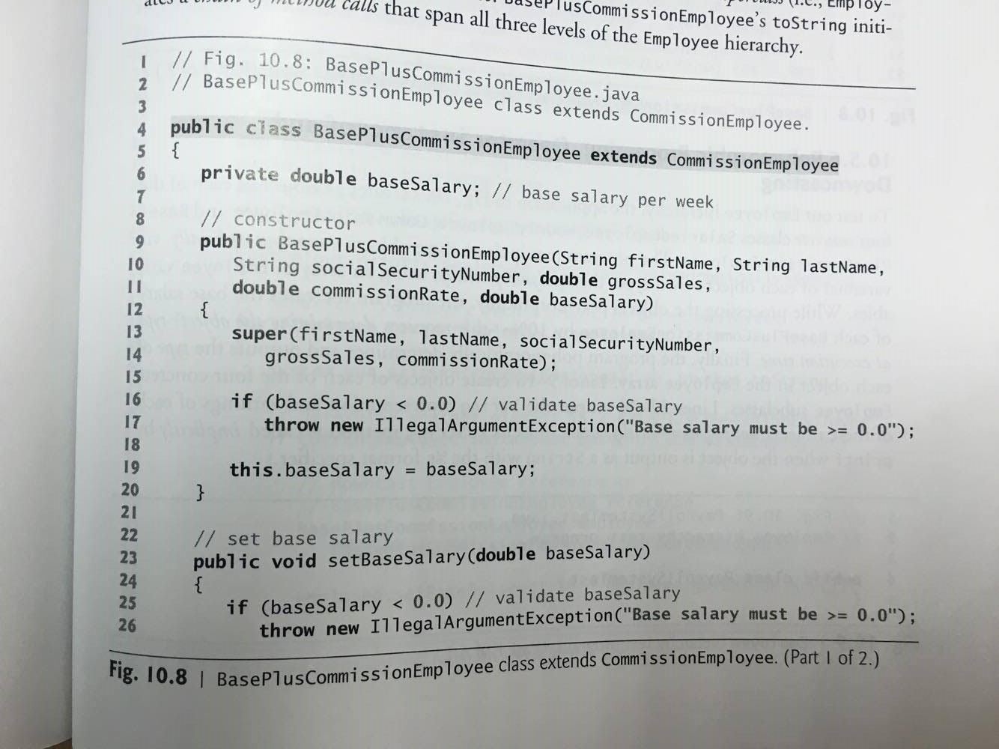 (i.e., Employ-
ates a chain of method calls that span all three levels of the Employee hierarchy.
BasePlusCommissionEmployee's toString initi-
1 // Fig. 10.8: BasePlusCommissionEmployee.java
2 // BasePlusCommissionEmployee class extends CommissionEmployee.
3
4 public class BasePlusCommissionEmployee extends CommissionEmployee
5 {
6 private double baseSalary; // base salary per week
7
8 // constructor
9 public BasePlusCommissionEmployee(String firstName, String lastName,
10 String socialSecurityNumber, double grossSales,
11 double commissionRate, double baseSalary)
12 {
13 super(firstName, lastName, socialSecurityNumber,
14 grossSales, commissionRate);
15
16 if (baseSalary < 0.0) // validate baseSalary
17 throw new IllegalArgumentException("Base salary must be >= 0.0");
18
19 this.baseSalary = baseSalary;
20 }
21
22 // set base salary
23 public void setBaseSalary(double baseSalary)
24 {
25 if (baseSalary < 0.0) // validate baseSalary
26 throw new IllegalArgumentException("Base salary must be >= 0.0");
Fig. 10.8 | BasePlusCommissionEmployee class extends CommissionEmployee. (Part 1 of 2.)